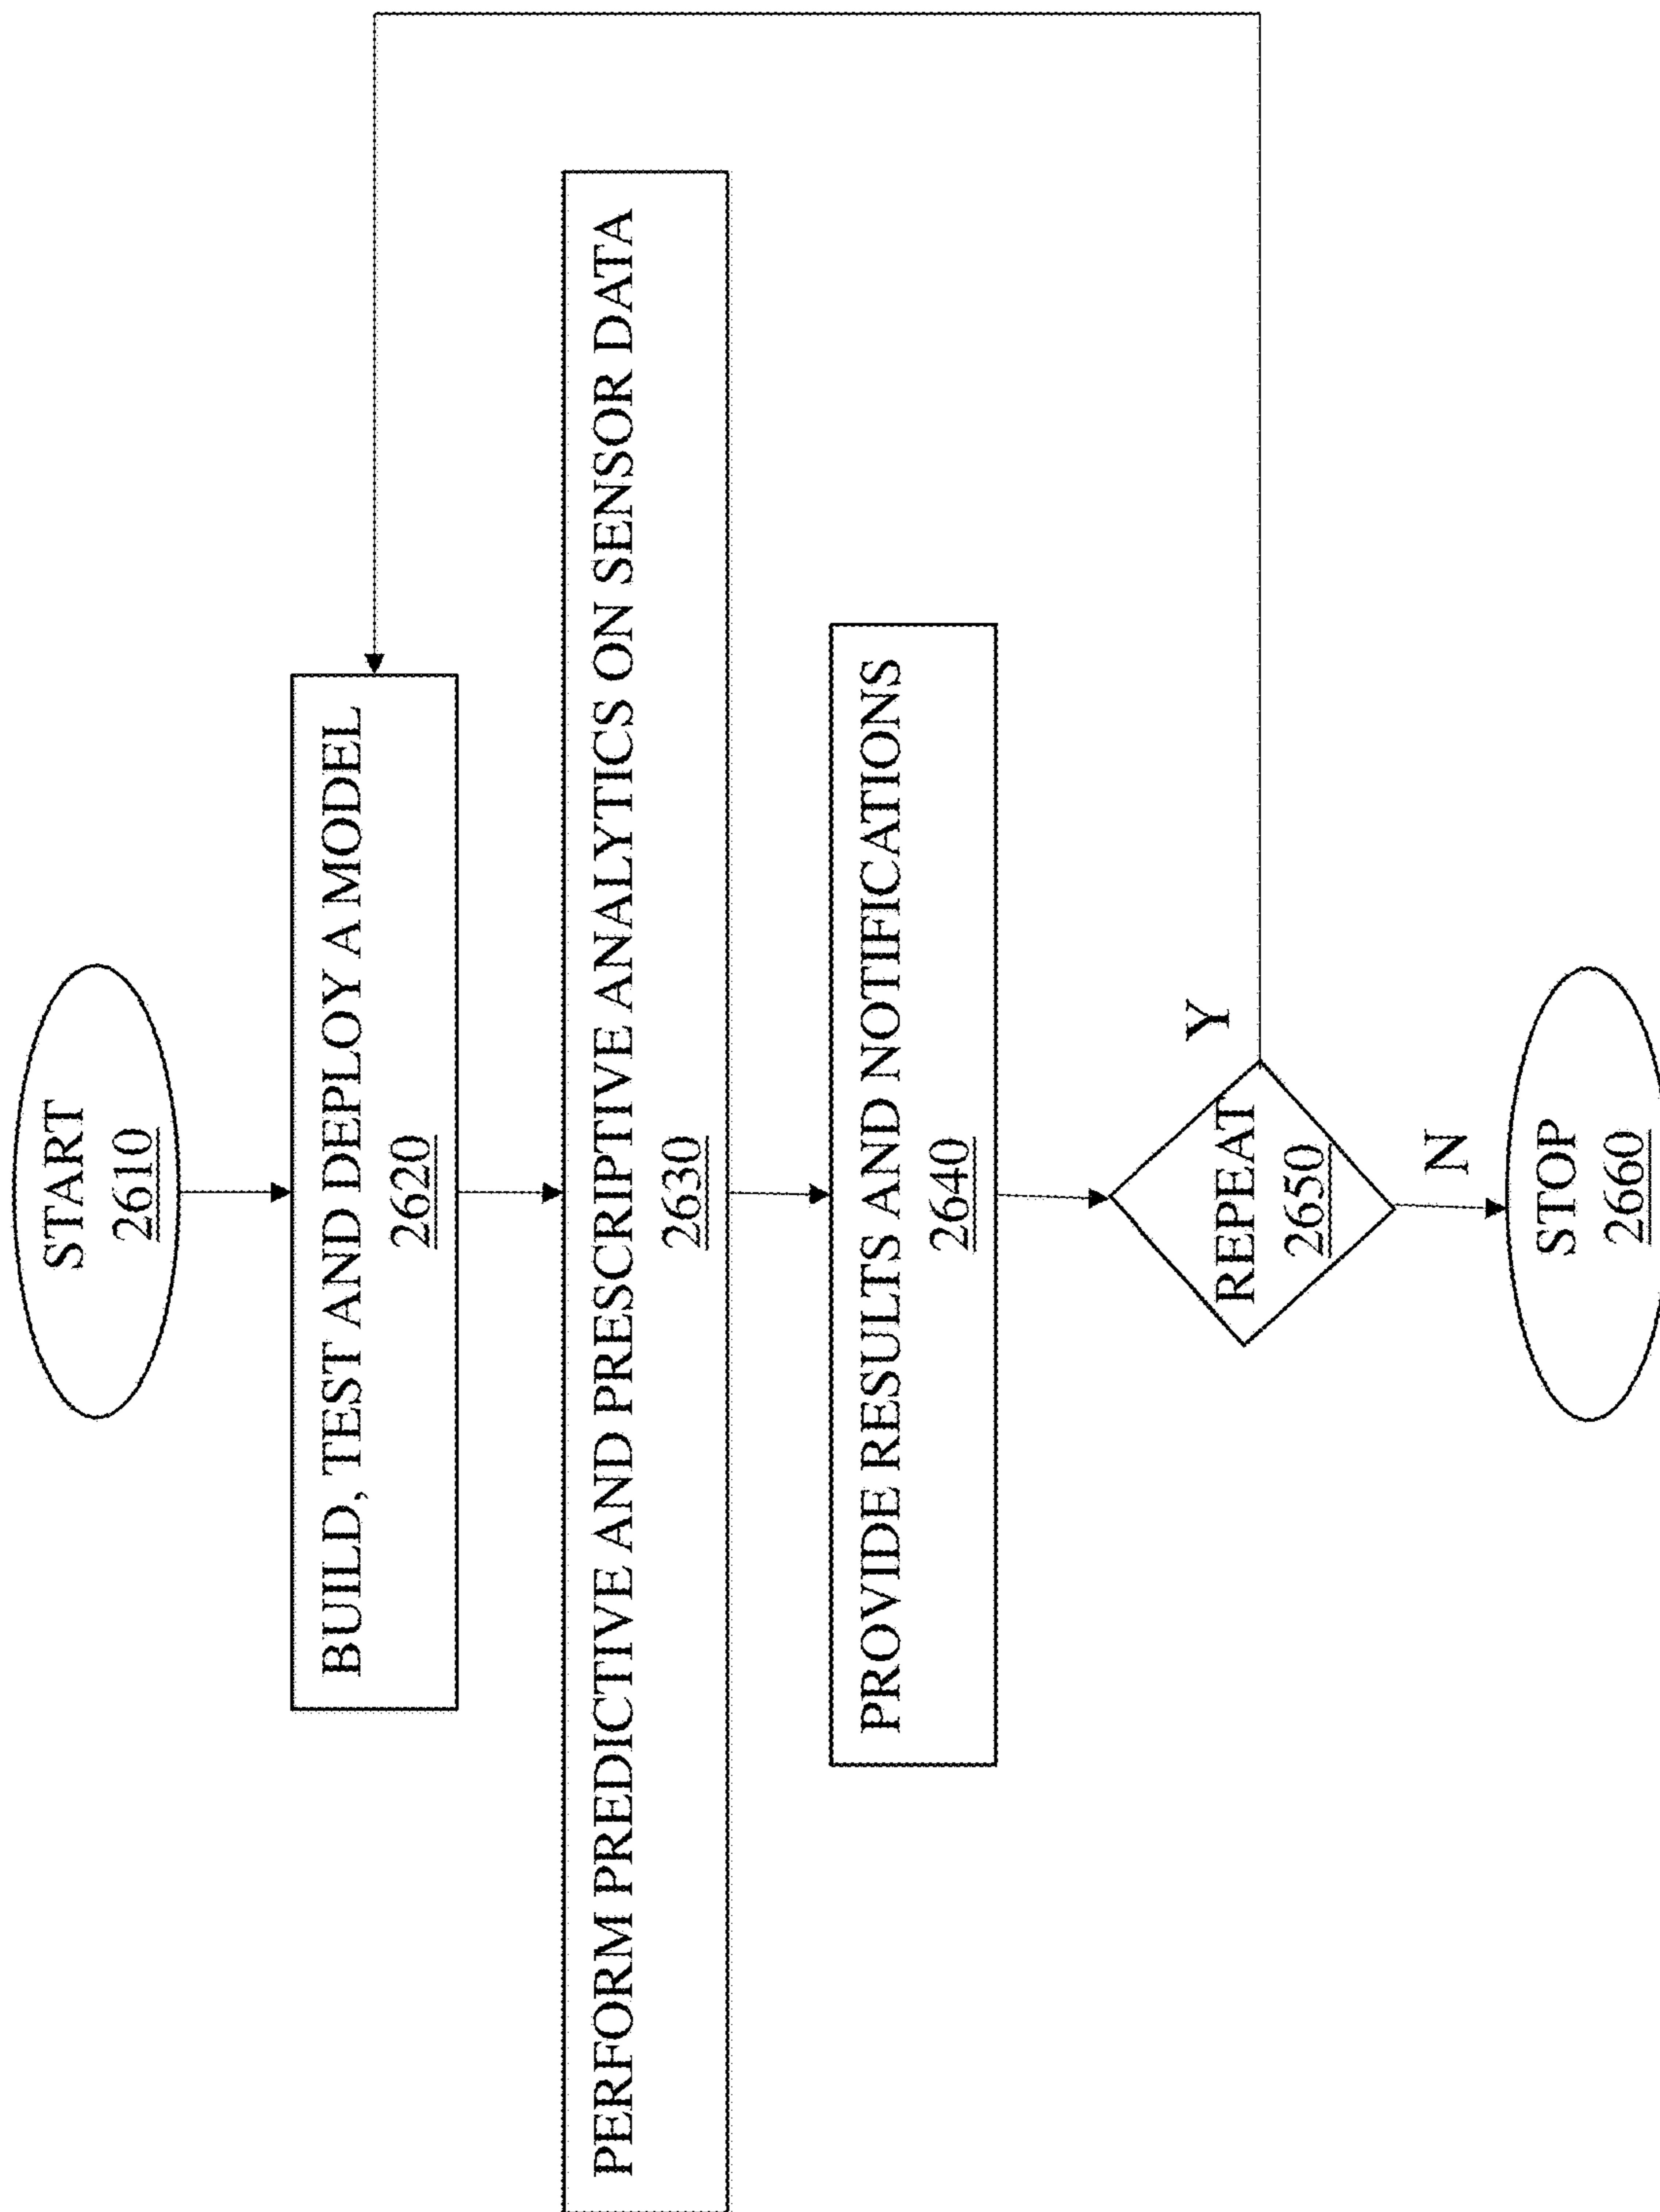 START
2610
BUILD, TEST AND DEPLOY A MODEL
2620
PERFORM PREDICTIVE AND PRESCRIPTIVE ANALYTICS ON SENSOR DATA
2630
PROVIDE RESULTS AND NOTIFICATIONS
2640
REPEAT
2650
Y
N
STOP
2660